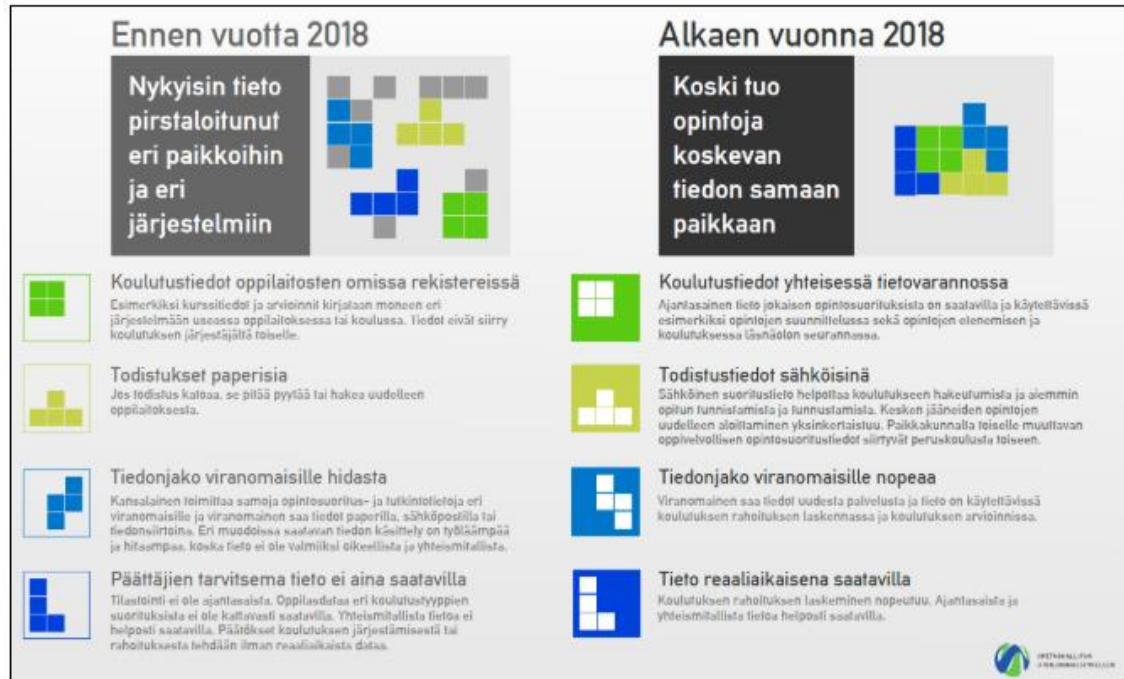 Ennen vuotta 2018
Nykyisin tieto
pirstaloitunut
eri paikkoihin
ja eri
järjestelmiin
Koulutustiedot oppilaitosten omissa rekistereissä
Esimerkiksi kurssitiedot ja arvioinnit kirjataan moneen eri
järjestelmään useassa oppilaitoksessa tai koulussa. Tiedot eivät siirry
koulutuksen järjestäjältä toiselle.
Todistukset paperisia
Jos todistus katoaa, se pitää pyytää tai hakea uudelleen
oppilaitoksesta.
Tiedonjako viranomaisille hidasta
Kansalainen toimittaa samoja opintosuoritus- ja tutkintotietoja eri
viranomaisille ja viranomainen saa tiedot paperilla, sähköpostilla tai
tiedonsiirtoina. Eri muodoissa saatavan tiedon käsittely on työläämpää
ja hitaampaa, koska tieto ei ole valmiiksi oikeellista ja yhteismitallista.
Päättäjien tarvitsema tieto ei aina saatavilla
Tilastointi ei ole ajantasaista. Oppilasdataa eri koulutustyyppien
suorituksista ei ole kattavasti saatavilla. Yhteismitallista tietoa ei
helposti saatavilla. Päätökset koulutuksen järjestämisestä tai
rahoituksesta tehdään ilman reaaliaikaista dataa.
Alkaen vuonna 2018
Koski tuo
opintoja
koskevan
tiedon samaan
paikkaan
Koulutustiedot yhteisessä tietovarannossa
Ajantasainen tieto jokaisen opintosuorituksista on saatavilla ja käytettävissä
esimerkiksi opintojen suunnittelussa sekä opintojen etenemisen ja
koulutuksessa läsnäolon seurannassa.
Todistustiedot sähköisinä
Sähköinen suoritustieto helpottaa koulutukseen hakeutumista ja aiemmin
opitun tunnistamista ja tunnustamista. Kesken jääneiden opintojen
uudelleen aloittaminen yksinkertaistuu. Paikkakunnalta toiselle muuttavan
oppivelvollisen opintosuoritustiedot siirtyvät peruskoulusta toiseen.
Tiedonjako viranomaisille nopeaa
Viranomainen saa tiedot uudesta palvelusta ja tieto on käytettävissä
koulutuksen rahoituksen laskennassa ja koulutuksen arvioinnissa.
Tieto reaaliaikaisena saatavilla
Koulutuksen rahoituksen laskeminen nopeutuu. Ajantasaista ja
yhteismitallista tietoa helposti saatavilla.